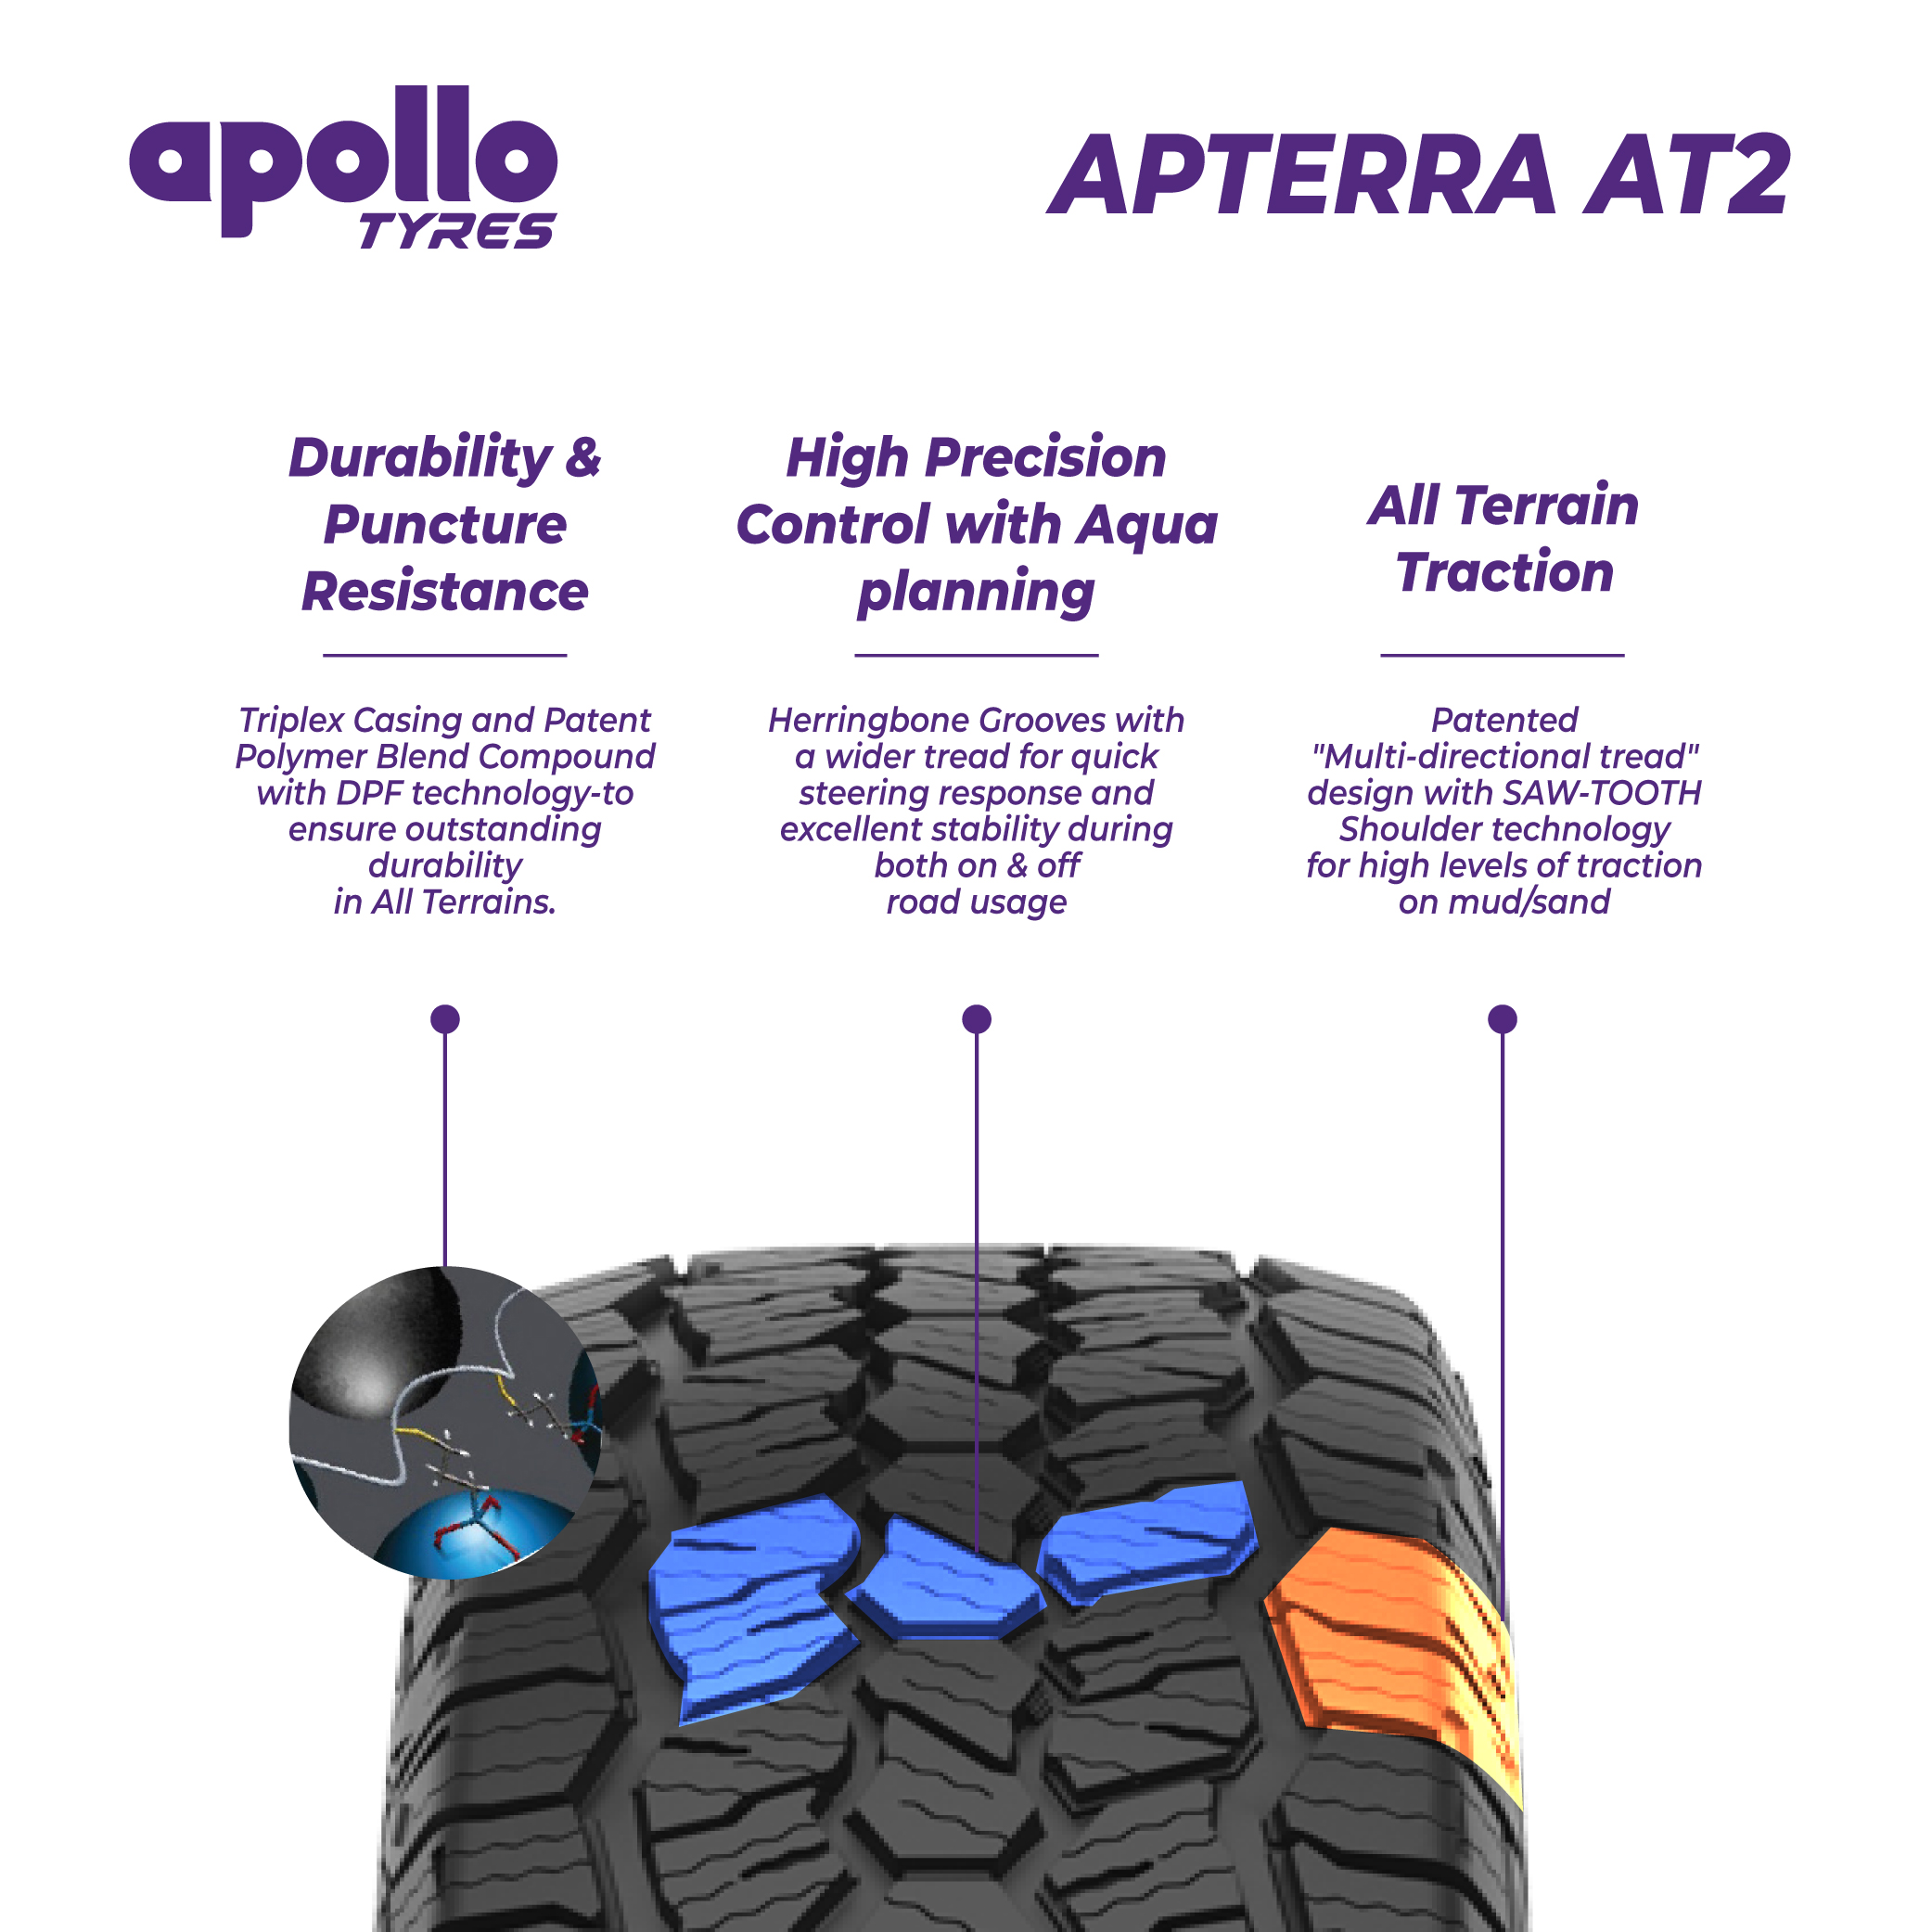 apollo
TYRES
APTERRA AT2
Durability &
Puncture
Resistance
Triplex Casing and Patent
Polymer Blend Compound
with DPF technology-to
ensure outstanding
durability
in All Terrains.
High Precision
Control with Aqua
planning
Herringbone Grooves with
a wider tread for quick
steering response and
excellent stability during
both on & off
road usage
All Terrain
Traction
Patented
"Multi-directional tread"
design with SAW-TOOTH
Shoulder technology
for high levels of traction
on mud/sand